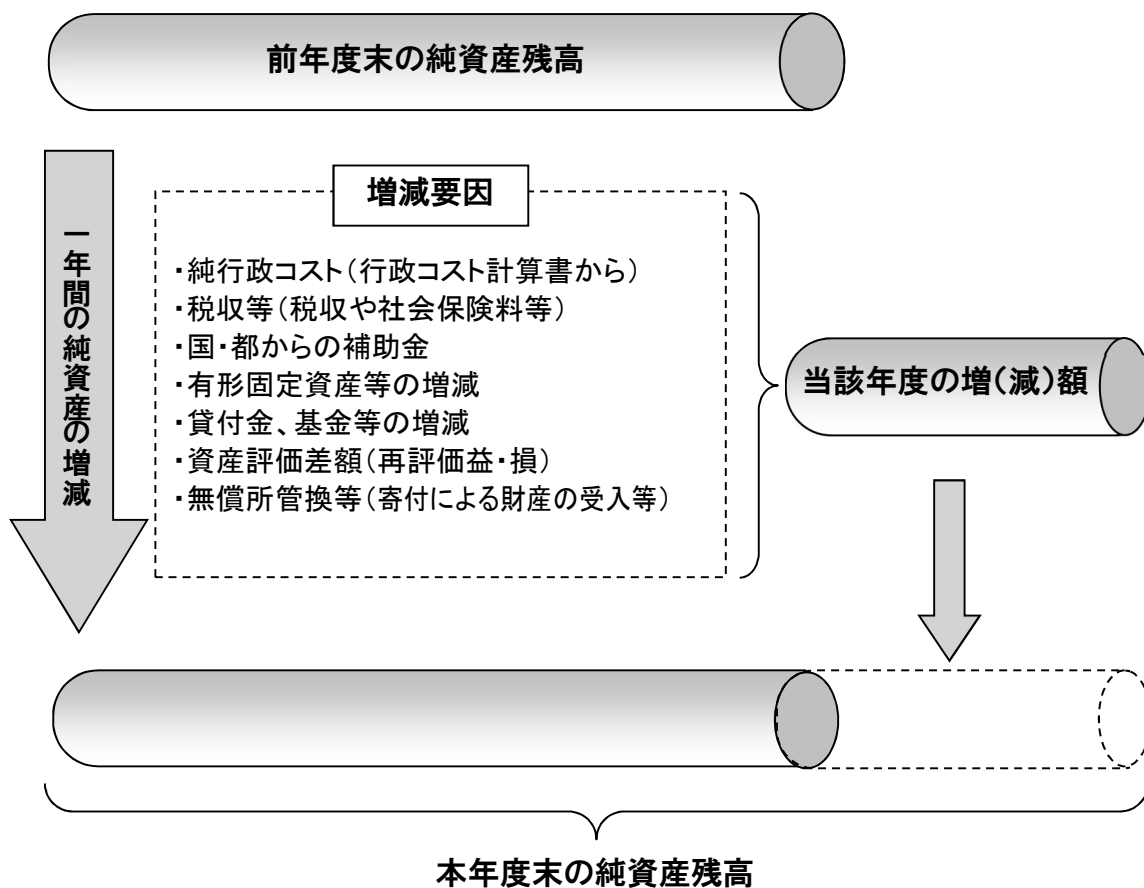 前年度末の純資産残高
一年間の純資産の増減
増減要因
・純行政コスト(行政コスト計算書から)
・税収等(税収や社会保険料等)
・国・都からの補助金
・有形固定資産等の増減
・貸付金、基金等の増減
・資産評価差額(再評価益・損)
・無償所管換等(寄付による財産の受入等)
当該年度の増(減)額
本年度末の純資産残高